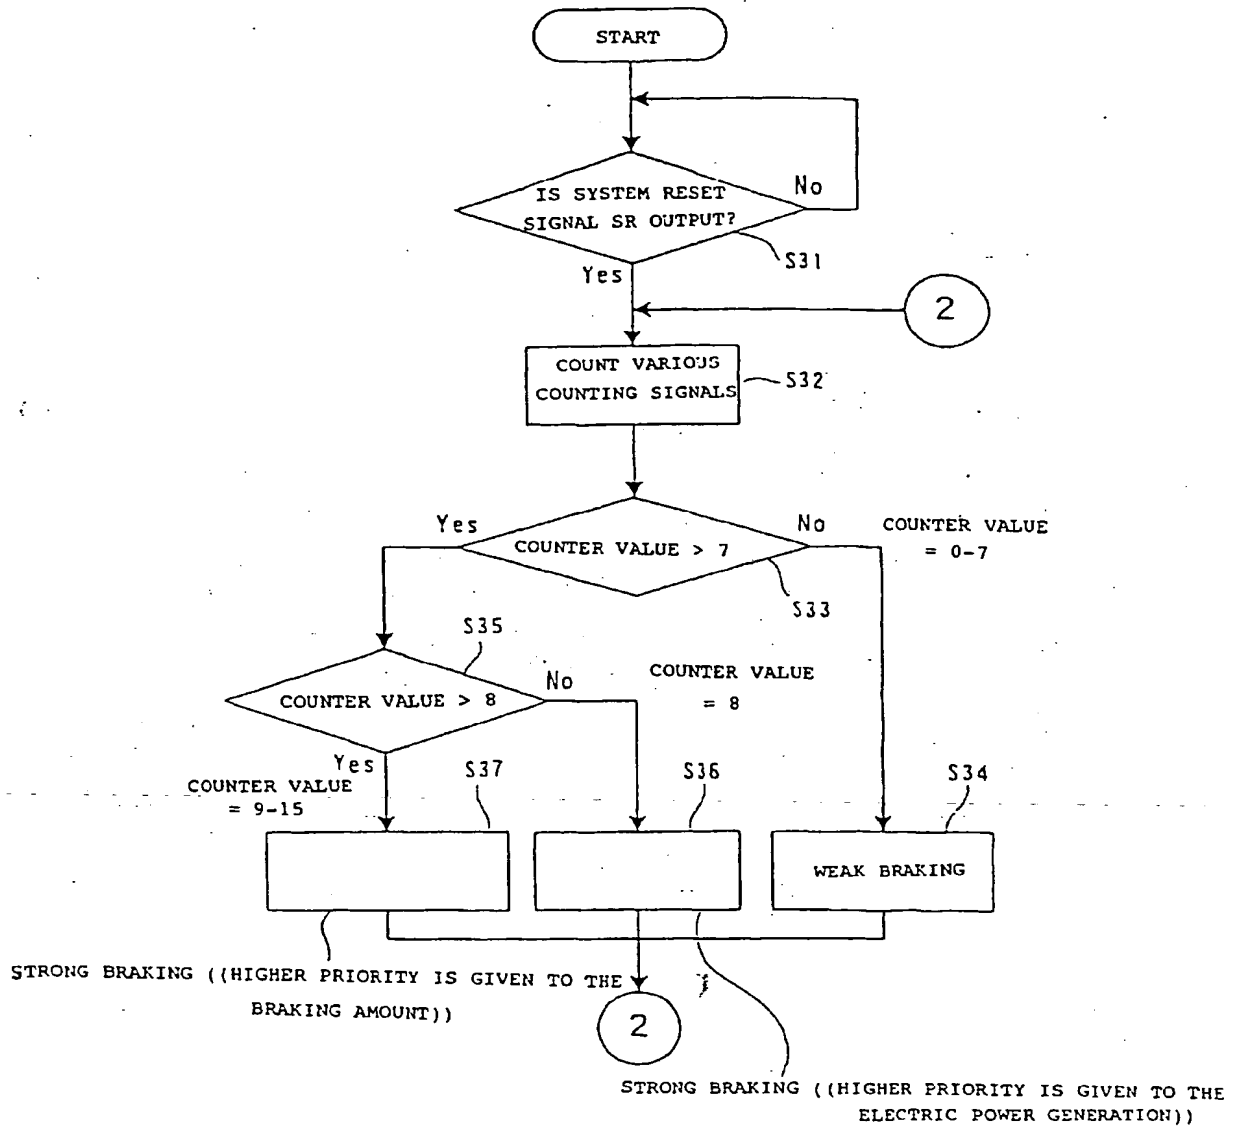 START
IS SYSTEM RESET
SIGNAL SR OUTPUT?
No
S31
Yes
2
COUNT VARIOUS
COUNTING SIGNALS
S32
Yes
No
COUNTER VALUE
= 0-7
COUNTER VALUE > 7
S33
S35
COUNTER VALUE > 8
No
COUNTER VALUE
= 8
Yes
COUNTER VALUE
= 9-15
S37
S36
S34
WEAK BRAKING
STRONG BRAKING ((HIGHER PRIORITY IS GIVEN TO THE
BRAKING AMOUNT))
2
STRONG BRAKING ((HIGHER PRIORITY IS GIVEN TO THE
ELECTRIC POWER GENERATION))